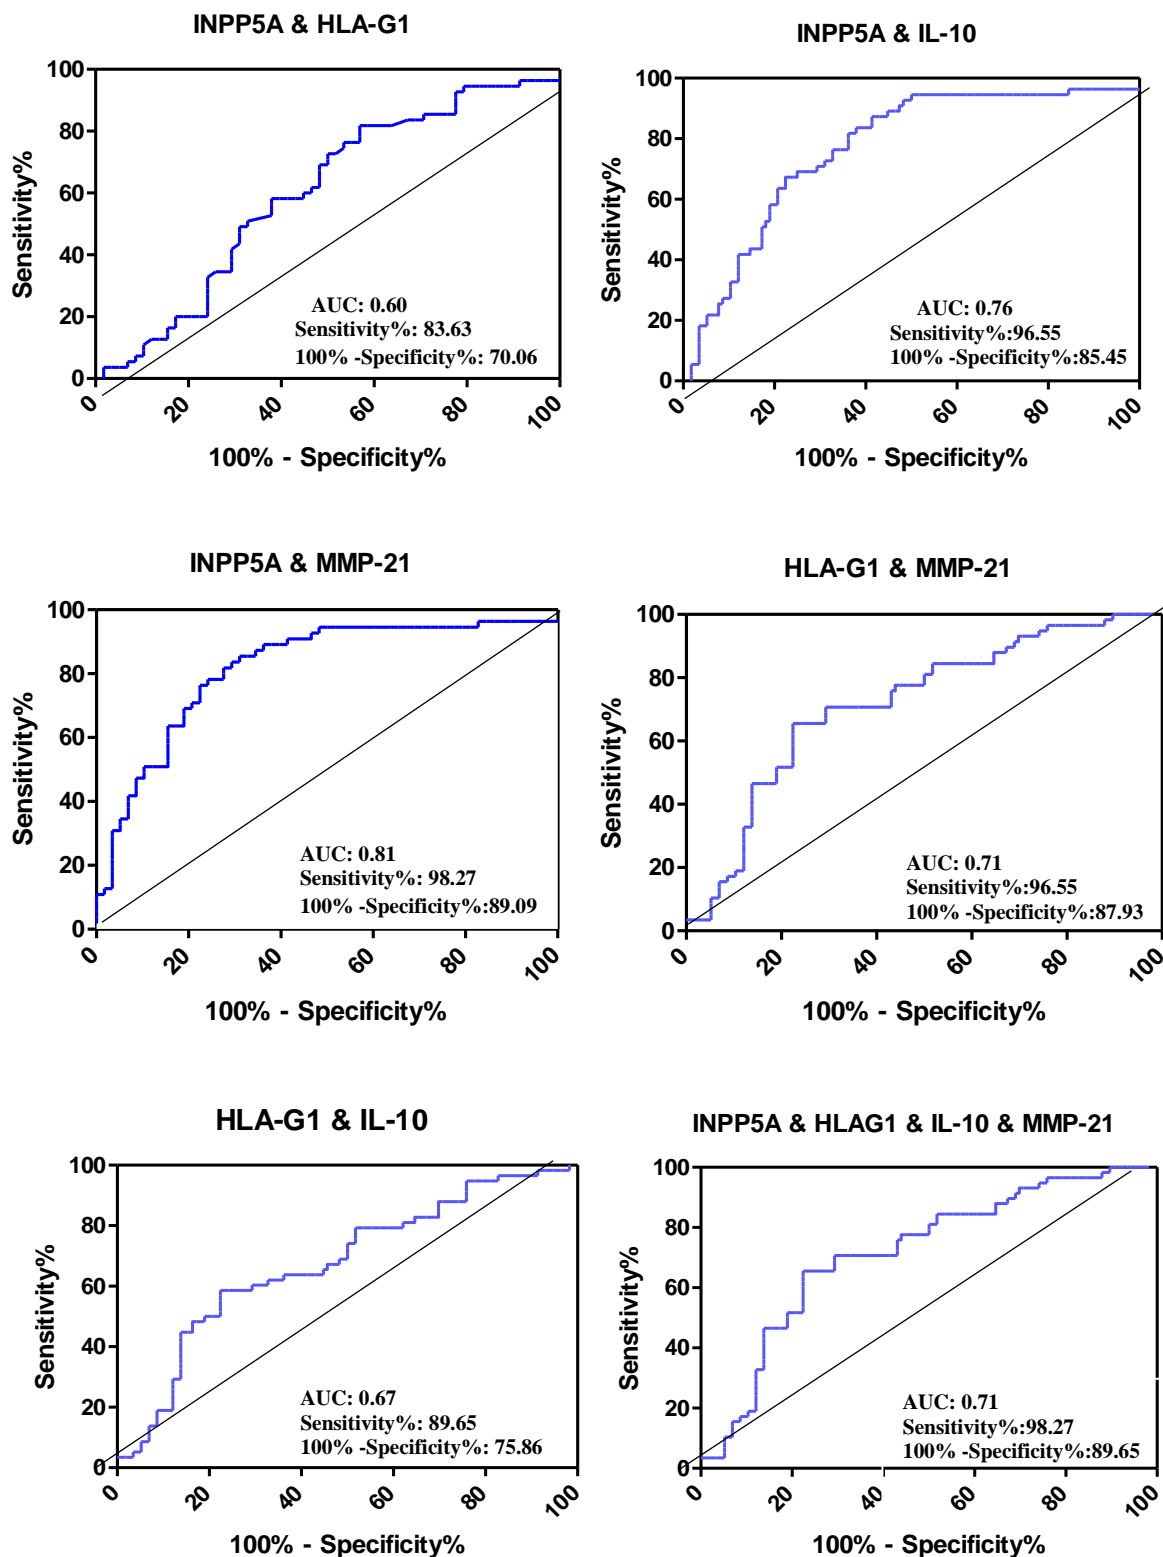 INPP5A & HLA-G1
100
80
60
40
20
0
Sensitivity%
AUC: 0.60
Sensitivity%: 83.63
100% -Specificity%: 70.06
0
20
40
60
80
100
100% - Specificity%
INPP5A & IL-10
100
80
60
40
20
0
Sensitivity%
AUC: 0.76
Sensitivity%:96.55
100% -Specificity%:85.45
0
20
40
60
80
100
100% - Specificity%
INPP5A & MMP-21
100
80
60
40
20
0
Sensitivity%
AUC: 0.81
Sensitivity%: 98.27
100% -Specificity%:89.09
0
20
40
60
80
100
100% - Specificity%
HLA-G1 & MMP-21
100
80
60
40
20
0
Sensitivity%
AUC: 0.71
Sensitivity%:96.55
100% -Specificity%:87.93
0
20
40
60
80
100
100% - Specificity%
HLA-G1 & IL-10
100
80
60
40
20
0
Sensitivity%
AUC: 0.67
Sensitivity%: 89.65
100% -Specificity%: 75.86
0
20
40
60
80
100
100% - Specificity%
INPP5A & HLAG1 & IL-10 & MMP-21
100
80
60
40
20
0
Sensitivity%
AUC: 0.71
Sensitivity%:98.27
100% -Specificity%:89.65
0
20
40
60
80
100
100% - Specificity%